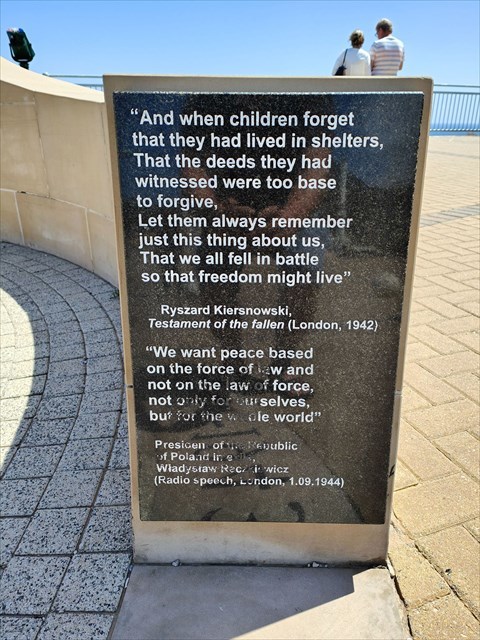 “And when children forget
that they had lived in shelters,
That the deeds they had
witnessed were too base
to forgive,
Let them always remember
just this thing about us,
That we all fell in battle
so that freedom might live”
Ryszard Kiersnowski,
Testament of the fallen (London, 1942)
“We want peace based
on the force of law and
not on the law of force,
not only for ourselves,
but for the whole world”
President of the Republic
of Poland in exile,
Władysław Raczkiewicz
(Radio speech, London, 1.09.1944)